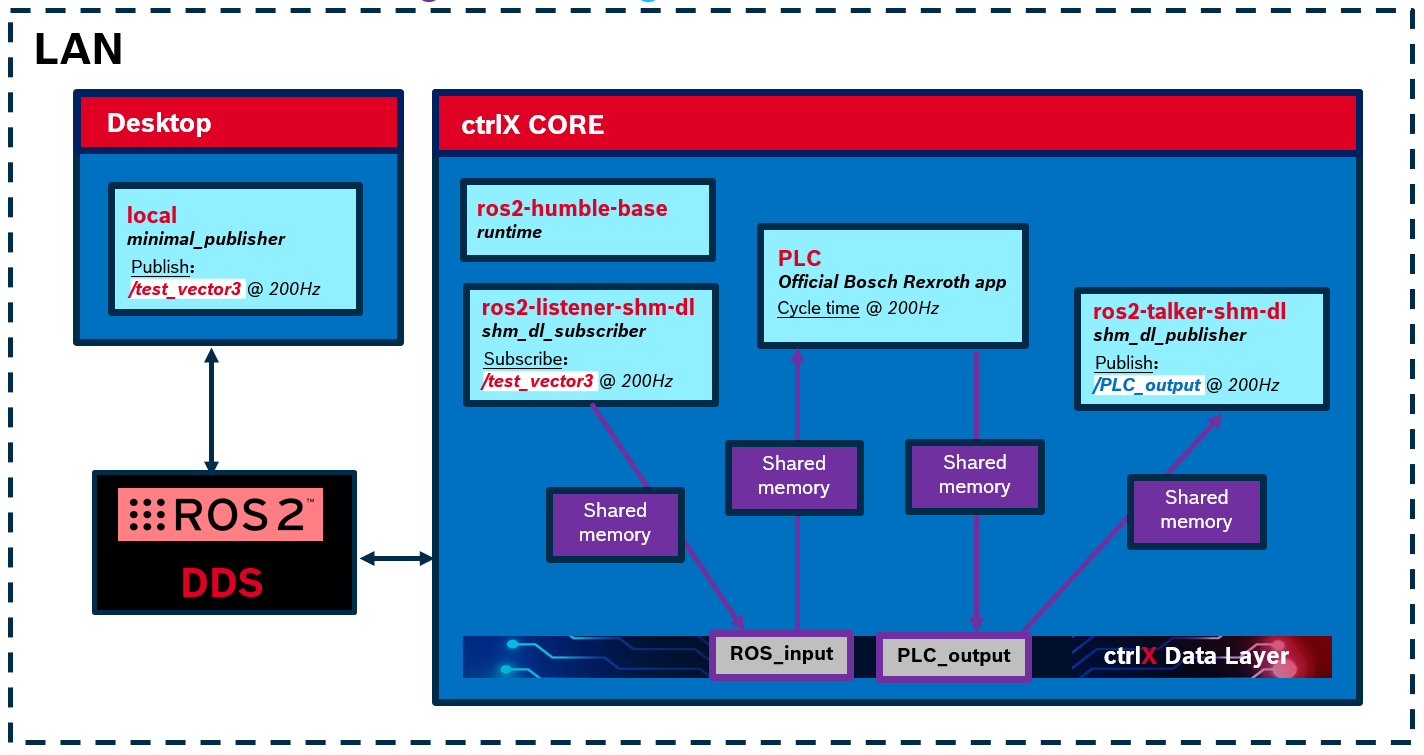 LAN
Desktop
local
minimal_publisher
Publish:
/test_vector3 @ 200Hz
ROS 2™
DDS
ctrlX CORE
ros2-humble-base
runtime
ros2-listener-shm-dl
shm_dl_subscriber
Subscribe:
/test_vector3 @ 200Hz
PLC
Official Bosch Rexroth app
Cycle time @ 200Hz
ros2-talker-shm-dl
shm_dl_publisher
Publish:
/PLC_output @ 200Hz
Shared
memory
Shared
memory
Shared
memory
Shared
memory
ROS_input
PLC_output
ctrlX Data Layer